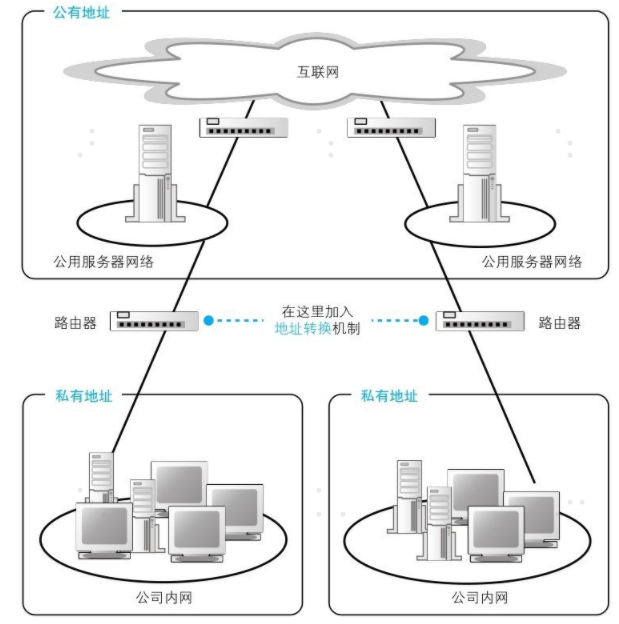 公有地址
互联网
公用服务器网络
公用服务器网络
路由器
在这里加入
地址转换机制
路由器
私有地址
私有地址
公司内网
公司内网